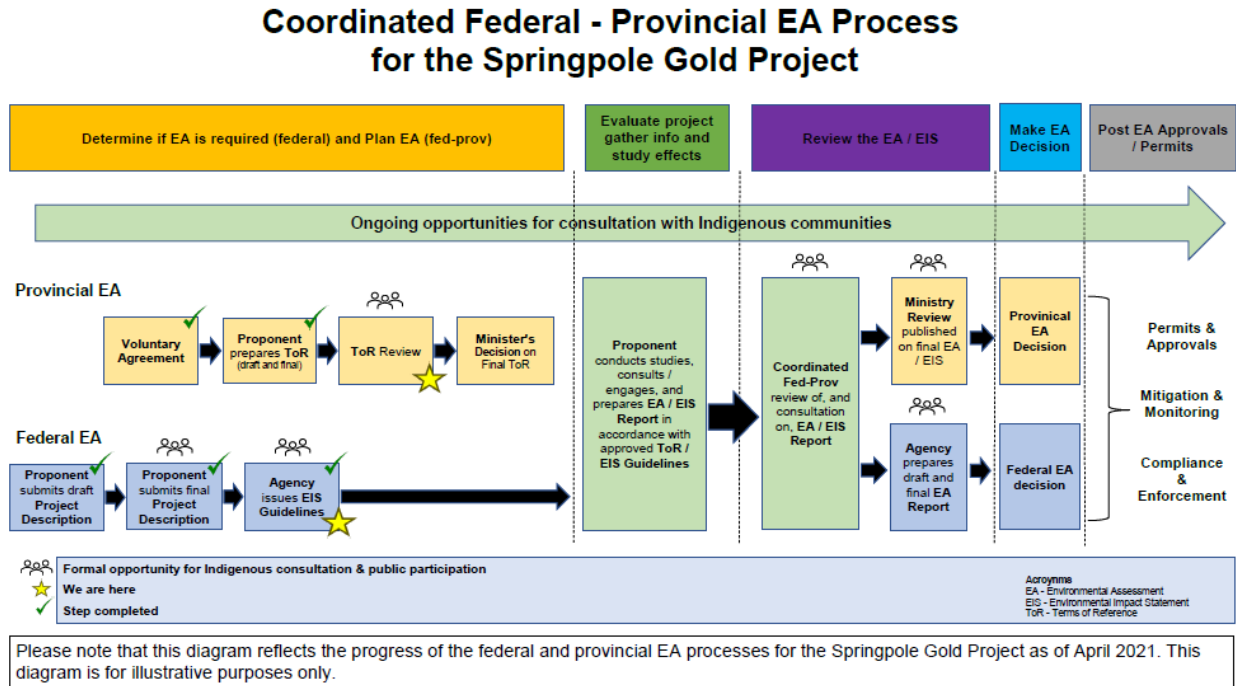 Coordinated Federal - Provincial EA Process
for the Springpole Gold Project
Determine if EA is required (federal) and Plan EA (fed-prov)
Evaluate project
gather info and
study effects
Review the EA / EIS
Make EA
Decision
Post EA Approvals
/ Permits
Ongoing opportunities for consultation with Indigenous communities
Provincial EA
Voluntary
Agreement
Proponent
prepares ToR
(draft and final)
ToR Review
Minister's
Decision on
Final ToR
Federal EA
Proponent
submits draft
Project
Description
Proponent
submits final
Project
Description
Agency
issues EIS
Guidelines
Proponent
conducts studies,
consults /
engages, and
prepares EA / EIS
Report in
accordance with
approved ToR /
EIS Guidelines
Coordinated
Fed-Prov
review of, and
consultation
on, EA / EIS
Report
Ministry
Review
published
on final EA
/ EIS
Agency
prepares
draft and
final EA
Report
Provinical
EA
Decision
Federal EA
decision
Permits &
Approvals
Mitigation &
Monitoring
Compliance
&
Enforcement
Formal opportunity for Indigenous consultation & public participation
We are here
Step completed
Acroynms
EA - Environmental Assessment
EIS - Environmental Impact Statement
ToR - Terms of Reference
Please note that this diagram reflects the progress of the federal and provincial EA processes for the Springpole Gold Project as of April 2021. This
diagram is for illustrative purposes only.